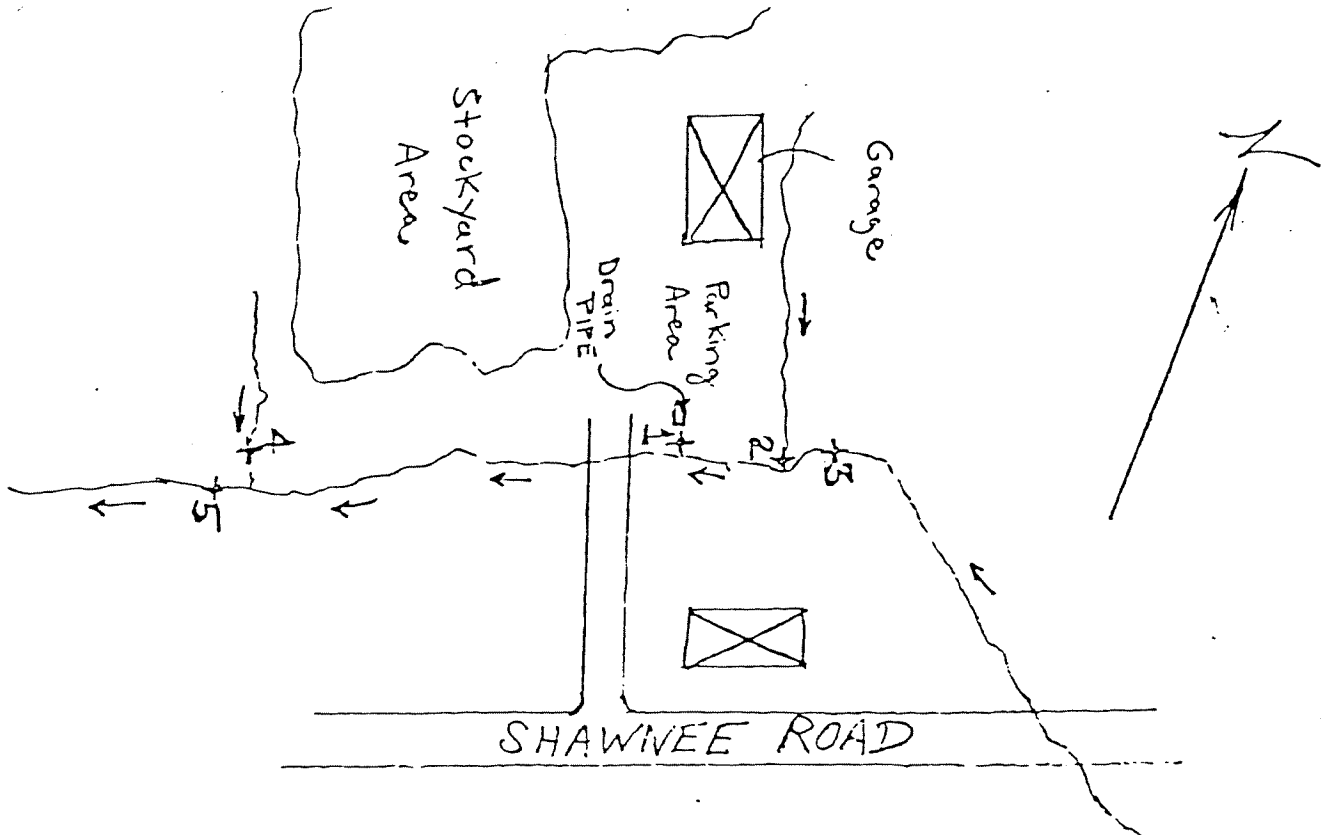 Stockyard
Area
Garage
Parking
Area
Drain
PIPE
N
1
2
3
4
5
SHAWNEE ROAD